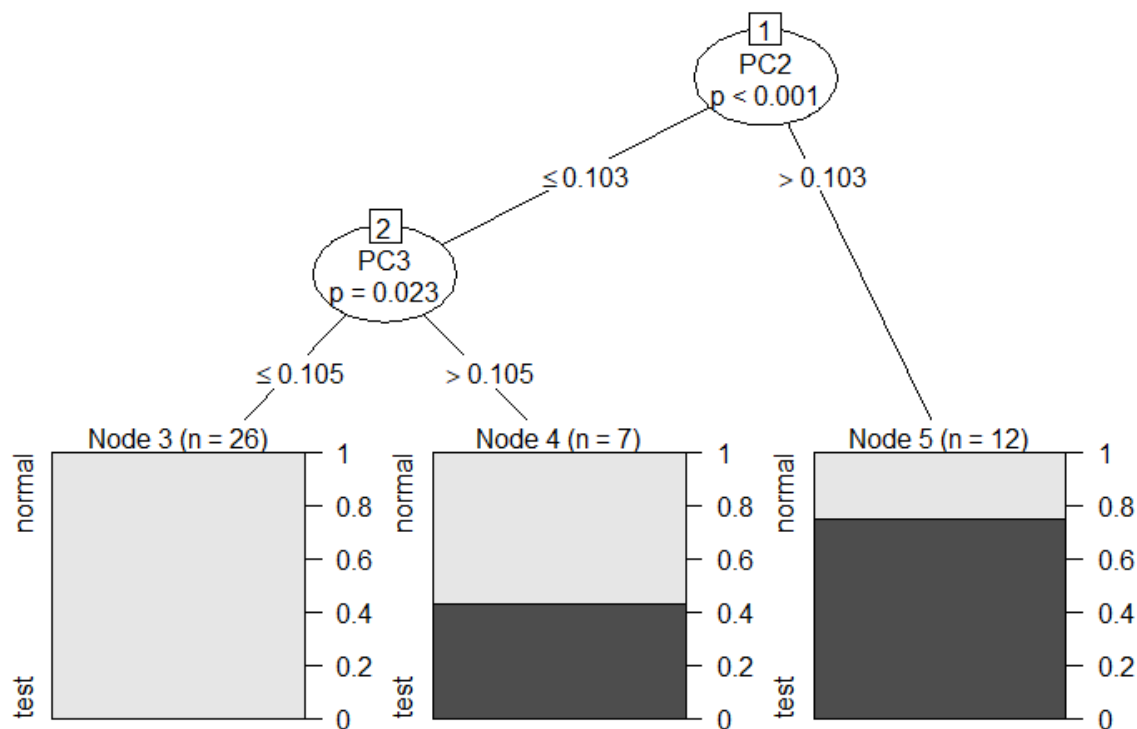 1
PC2
p < 0.001
≤ 0.103
> 0.103
2
PC3
p = 0.023
≤ 0.105
> 0.105
Node 3 (n = 26)
normal
test
1
0.8
0.6
0.4
0.2
0
Node 4 (n = 7)
normal
test
1
0.8
0.6
0.4
0.2
0
Node 5 (n = 12)
normal
test
1
0.8
0.6
0.4
0.2
0